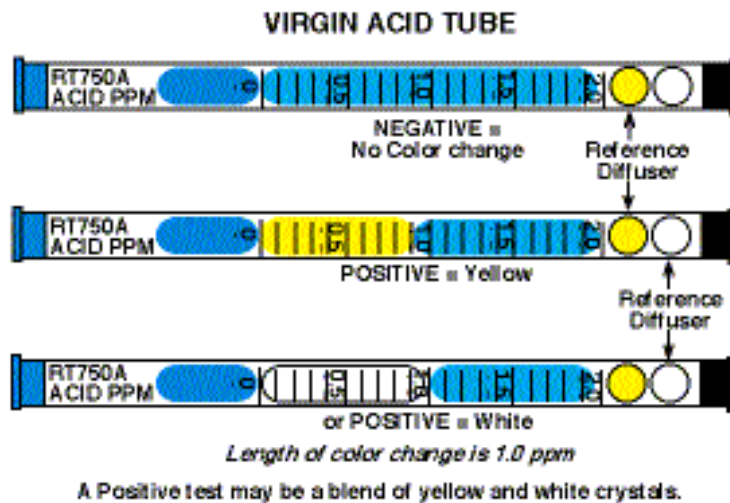 VIRGIN ACID TUBE
RT750A
ACID PPM
0 0.5 1.0 1.5 2.0
NEGATIVE =
No Color change
Reference
Diffuser
RT750A
ACID PPM
0 0.5 1.0 1.5 2.0
POSITIVE = Yellow
Reference
Diffuser
RT750A
ACID PPM
0 0.5 1.0 1.5 2.0
or POSITIVE = White
Length of color change is 1.0 ppm
A Positive test may be a blend of yellow and white crystals.